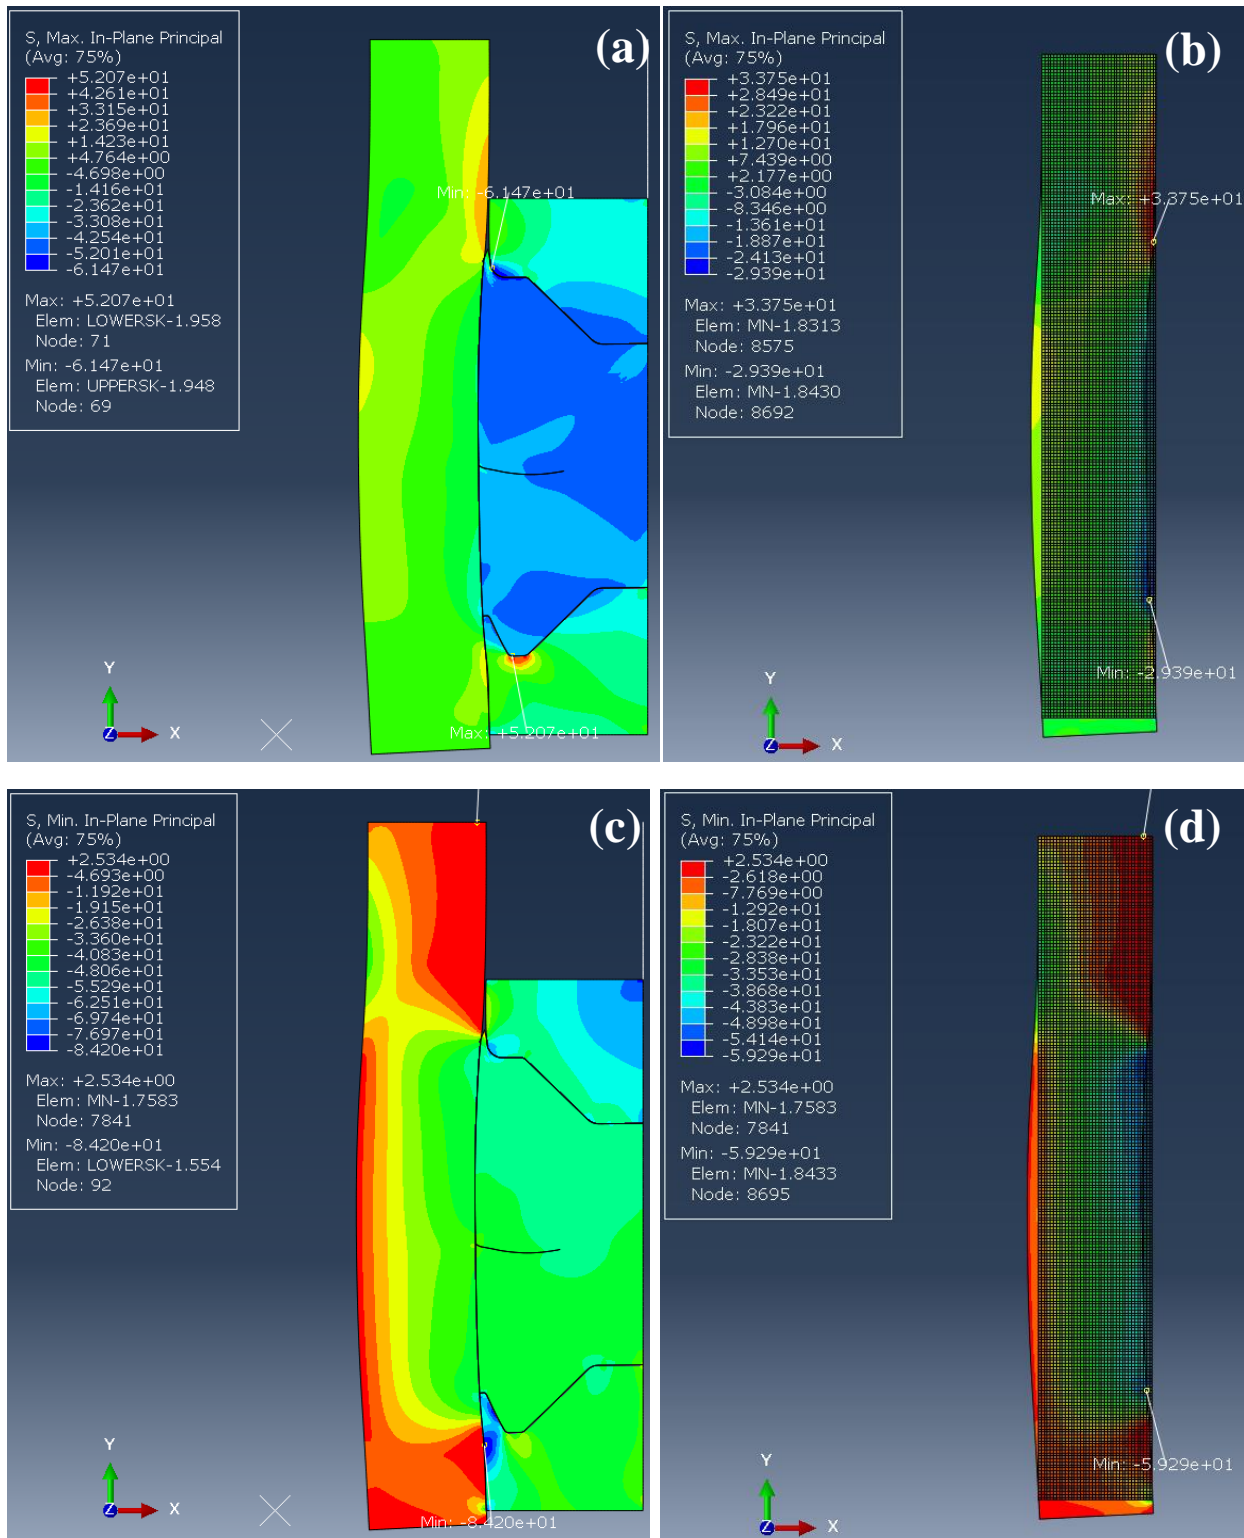 (a)
S, Max. In-Plane Principal
(Avg: 75%)
+5.207e+01
+4.261e+01
+3.315e+01
+2.369e+01
+1.423e+01
+4.764e+00
-4.698e+00
-1.416e+01
-2.362e+01
-3.308e+01
-4.254e+01
-5.201e+01
-6.147e+01
Max: +5.207e+01
Elem: LOWERSK-1.958
Node: 71
Min: -6.147e+01
Elem: UPPERSK-1.948
Node: 69
Min: -6.147e+01
Max: +5.207e+01
Y
Z
X
(b)
S, Max. In-Plane Principal
(Avg: 75%)
+3.375e+01
+2.849e+01
+2.322e+01
+1.796e+01
+1.270e+01
+7.439e+00
+2.177e+00
-3.084e+00
-8.346e+00
-1.361e+01
-1.887e+01
-2.413e+01
-2.939e+01
Max: +3.375e+01
Elem: MN-1.8313
Node: 8575
Min: -2.939e+01
Elem: MN-1.8430
Node: 8692
Max: +3.375e+01
Min: -2.939e+01
Y
Z
X
(c)
S, Min. In-Plane Principal
(Avg: 75%)
+2.534e+00
-4.693e+00
-1.192e+01
-1.915e+01
-2.638e+01
-3.360e+01
-4.083e+01
-4.806e+01
-5.529e+01
-6.251e+01
-6.974e+01
-7.697e+01
-8.420e+01
Max: +2.534e+00
Elem: MN-1.7583
Node: 7841
Min: -8.420e+01
Elem: LOWERSK-1.554
Node: 92
Min: -8.420e+01
Y
Z
X
(d)
S, Min. In-Plane Principal
(Avg: 75%)
+2.534e+00
-2.618e+00
-7.769e+00
-1.292e+01
-1.807e+01
-2.322e+01
-2.838e+01
-3.353e+01
-3.868e+01
-4.383e+01
-4.898e+01
-5.414e+01
-5.929e+01
Max: +2.534e+00
Elem: MN-1.7583
Node: 7841
Min: -5.929e+01
Elem: MN-1.8433
Node: 8695
Min: -5.929e+01
Y
Z
X